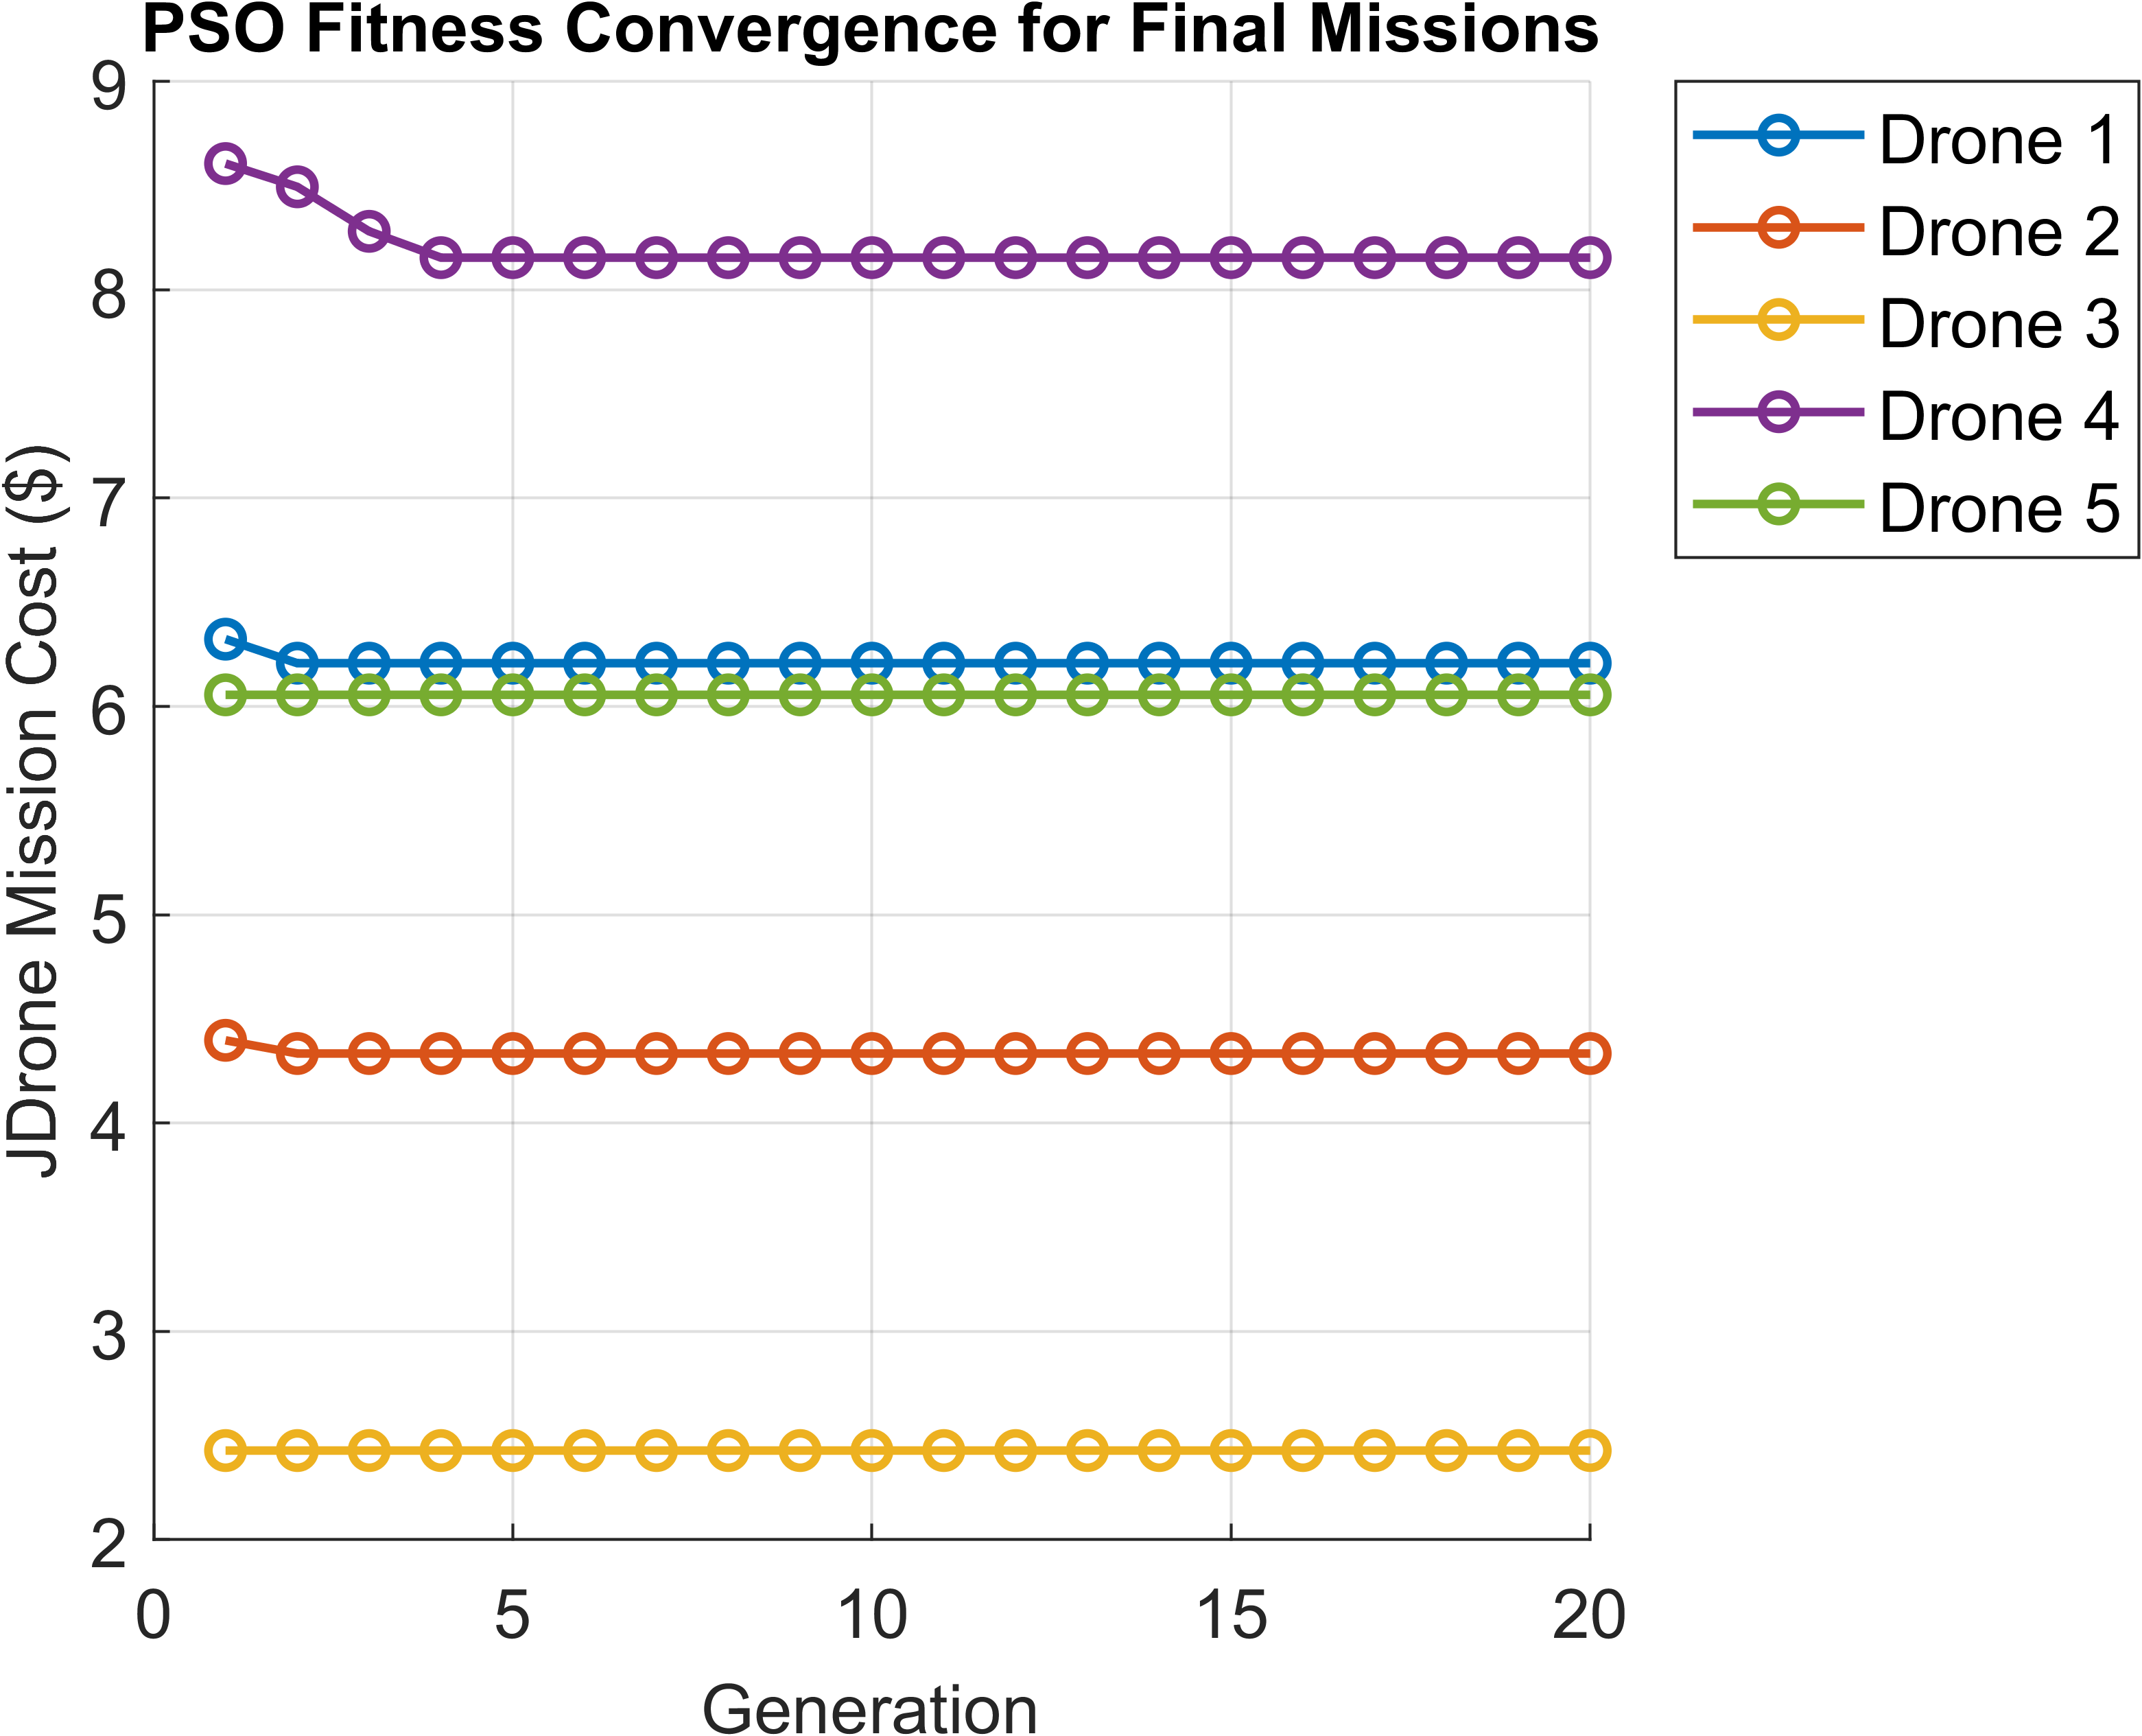 PSO Fitness Convergence for Final Missions
9
8
7
6
5
4
3
2
JDrone Mission Cost ($)
0 5 10 15 20
Generation
Drone 1
Drone 2
Drone 3
Drone 4
Drone 5